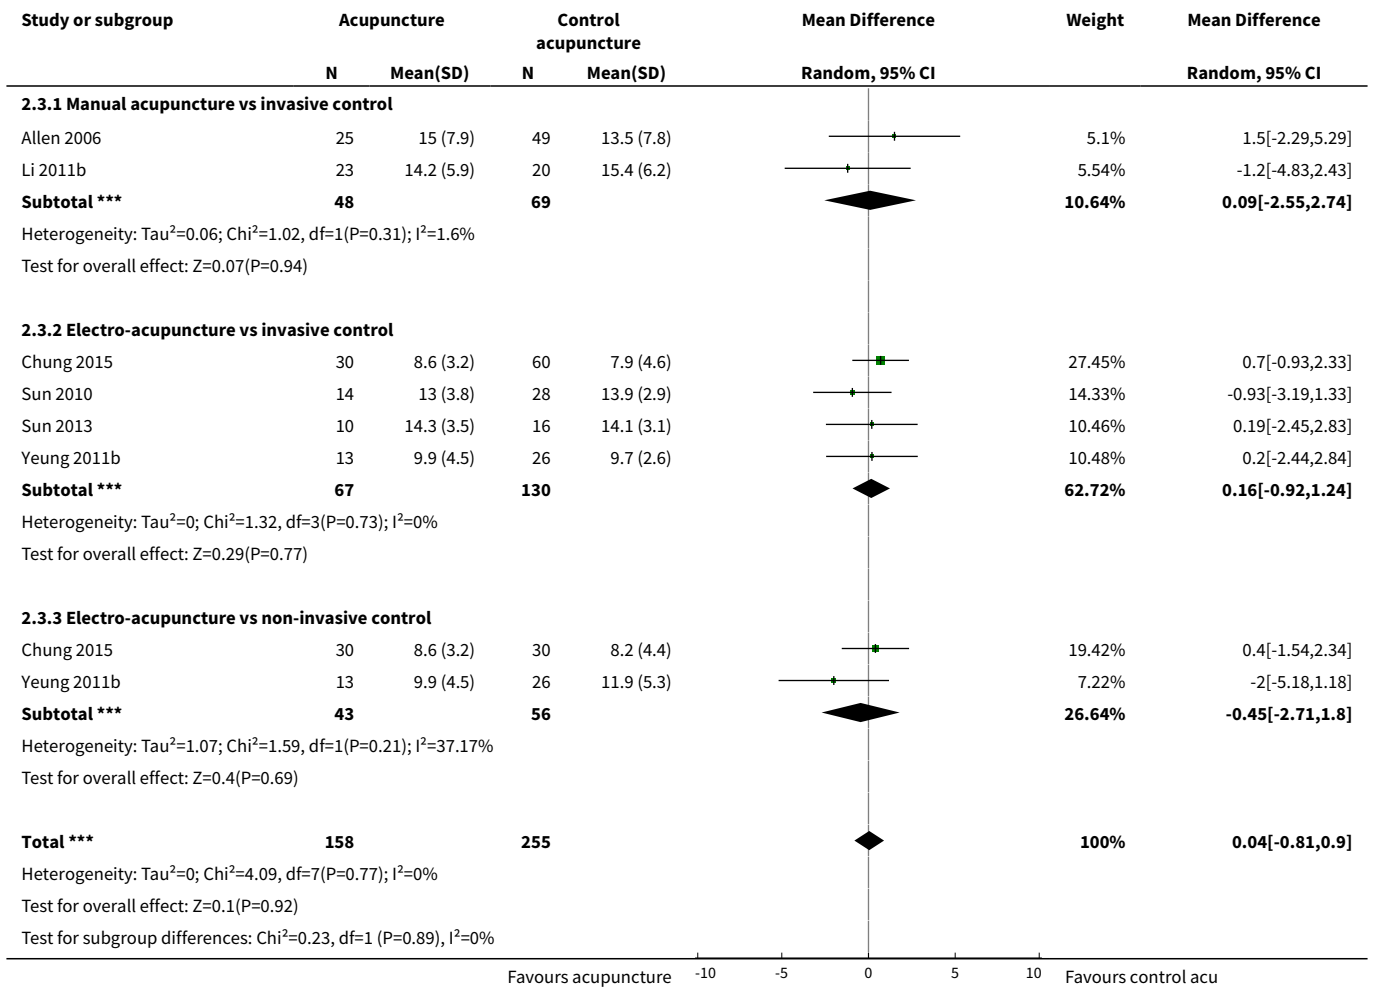 Study or subgroup Acupuncture Control acupuncture Mean Difference Weight Mean Difference
N Mean(SD) N Mean(SD) Random, 95% CI Random, 95% CI
2.3.1 Manual acupuncture vs invasive control
Allen 2006 25 15 (7.9) 49 13.5 (7.8) 5.1% 1.5[-2.29,5.29]
Li 2011b 23 14.2 (5.9) 20 15.4 (6.2) 5.54% -1.2[-4.83,2.43]
Subtotal *** 48 69 10.64% 0.09[-2.55,2.74]
Heterogeneity: Tau²=0.06; Chi²=1.02, df=1(P=0.31); I²=1.6%
Test for overall effect: Z=0.07(P=0.94)
2.3.2 Electro-acupuncture vs invasive control
Chung 2015 30 8.6 (3.2) 60 7.9 (4.6) 27.45% 0.7[-0.93,2.33]
Sun 2010 14 13 (3.8) 28 13.9 (2.9) 14.33% -0.93[-3.19,1.33]
Sun 2013 10 14.3 (3.5) 16 14.1 (3.1) 10.46% 0.19[-2.45,2.83]
Yeung 2011b 13 9.9 (4.5) 26 9.7 (2.6) 10.48% 0.2[-2.44,2.84]
Subtotal *** 67 130 62.72% 0.16[-0.92,1.24]
Heterogeneity: Tau²=0; Chi²=1.32, df=3(P=0.73); I²=0%
Test for overall effect: Z=0.29(P=0.77)
2.3.3 Electro-acupuncture vs non-invasive control
Chung 2015 30 8.6 (3.2) 30 8.2 (4.4) 19.42% 0.4[-1.54,2.34]
Yeung 2011b 13 9.9 (4.5) 26 11.9 (5.3) 7.22% -2[-5.18,1.18]
Subtotal *** 43 56 26.64% -0.45[-2.71,1.8]
Heterogeneity: Tau²=1.07; Chi²=1.59, df=1(P=0.21); I²=37.17%
Test for overall effect: Z=0.4(P=0.69)
Total *** 158 255 100% 0.04[-0.81,0.9]
Heterogeneity: Tau²=0; Chi²=4.09, df=7(P=0.77); I²=0%
Test for overall effect: Z=0.1(P=0.92)
Test for subgroup differences: Chi²=0.23, df=1 (P=0.89), I²=0%
Favours acupuncture -10 -5 0 5 10 Favours control acu